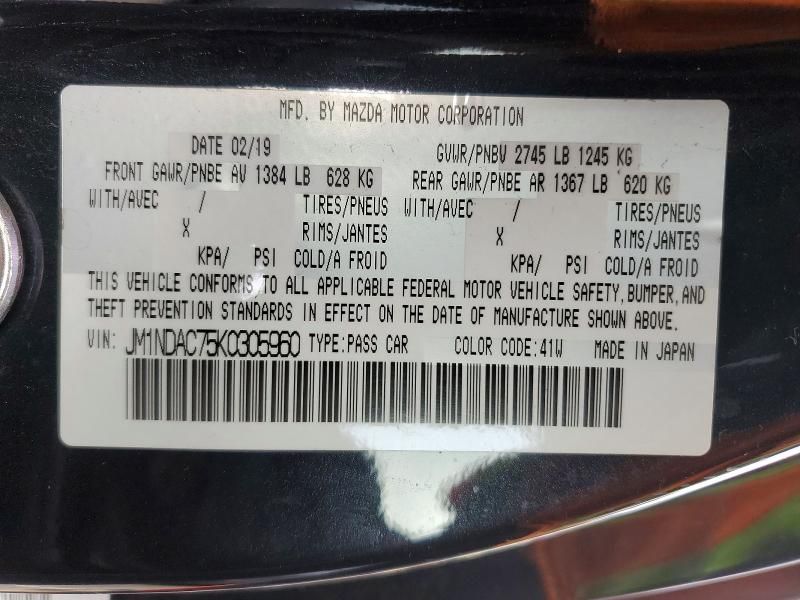 MFD. BY MAZDA MOTOR CORPORATION
DATE 02/19 GVWR/PNBV 2745 LB 1245 KG
FRONT GAWR/PNBE AV 1384 LB 628 KG REAR GAWR/PNBE AR 1367 LB 620 KG
WITH/AVEC / TIRES/PNEUS WITH/AVEC / TIRES/PNEUS
X RIMS/JANTES X RIMS/JANTES
KPA/ PSI COLD/A FROID KPA/ PSI COLD/A FROID
THIS VEHICLE CONFORMS TO ALL APPLICABLE FEDERAL MOTOR VEHICLE SAFETY, BUMPER, AND
THEFT PREVENTION STANDARDS IN EFFECT ON THE DATE OF MANUFACTURE SHOWN ABOVE.
VIN: JM1NDAC75K0305960 TYPE:PASS CAR COLOR CODE:41W MADE IN JAPAN